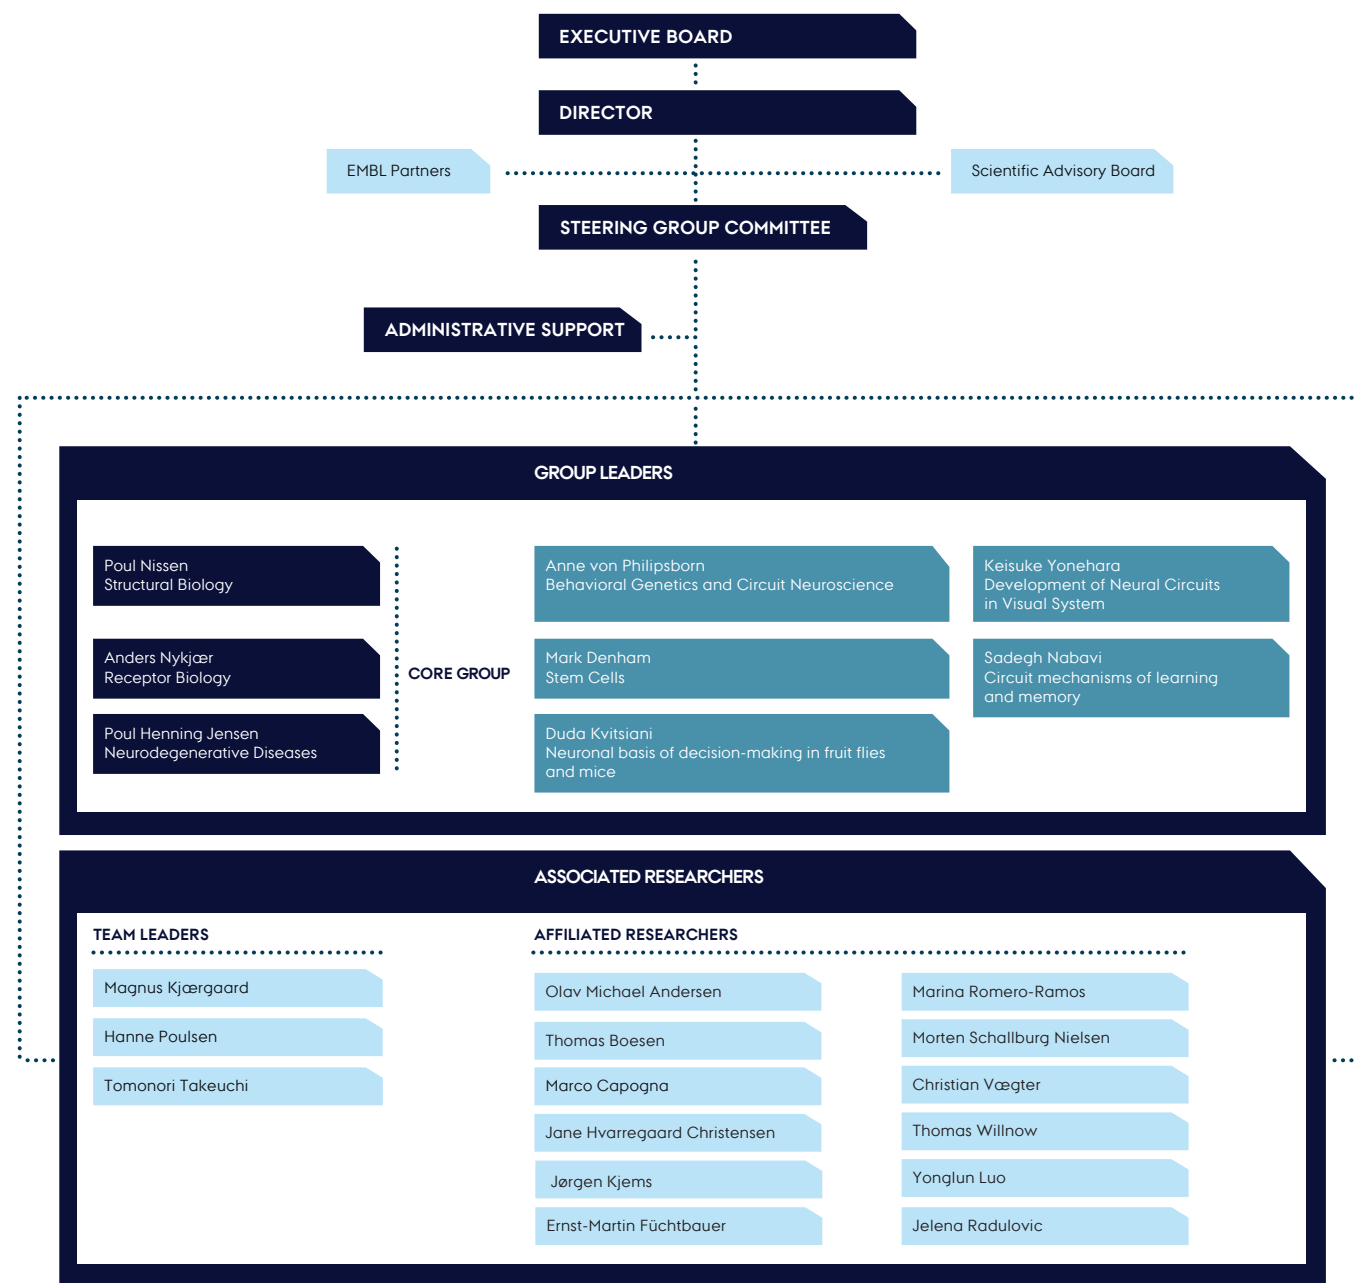 EXECUTIVE BOARD
DIRECTOR
EMBL Partners
Scientific Advisory Board
STEERING GROUP COMMITTEE
ADMINISTRATIVE SUPPORT
GROUP LEADERS
Poul Nissen
Structural Biology
Anders Nykjær
Receptor Biology
Poul Henning Jensen
Neurodegenerative Diseases
CORE GROUP
Anne von Philipsborn
Behavioral Genetics and Circuit Neuroscience
Mark Denham
Stem Cells
Duda Kvitsiani
Neuronal basis of decision-making in fruit flies
and mice
Keisuke Yonehara
Development of Neural Circuits
in Visual System
Sadegh Nabavi
Circuit mechanisms of learning
and memory
ASSOCIATED RESEARCHERS
TEAM LEADERS
Magnus Kjærgaard
Hanne Poulsen
Tomonori Takeuchi
AFFILIATED RESEARCHERS
Olav Michael Andersen
Thomas Boesen
Marco Capogna
Jane Hvarregaard Christensen
Jørgen Kjems
Ernst-Martin Füchtbauer
Marina Romero-Ramos
Morten Schallburg Nielsen
Christian Vægter
Thomas Willnow
Yonglun Luo
Jelena Radulovic